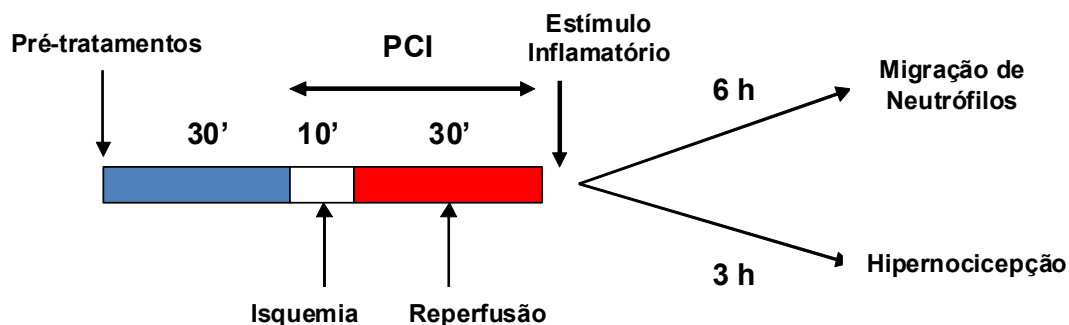 Pré-tratamentos
PCI
Estímulo
Inflamatório
30’
10’
30’
6 h
Migração de
Neutrófilos
3 h
Hipernocicepção
Isquemia
Reperfusão